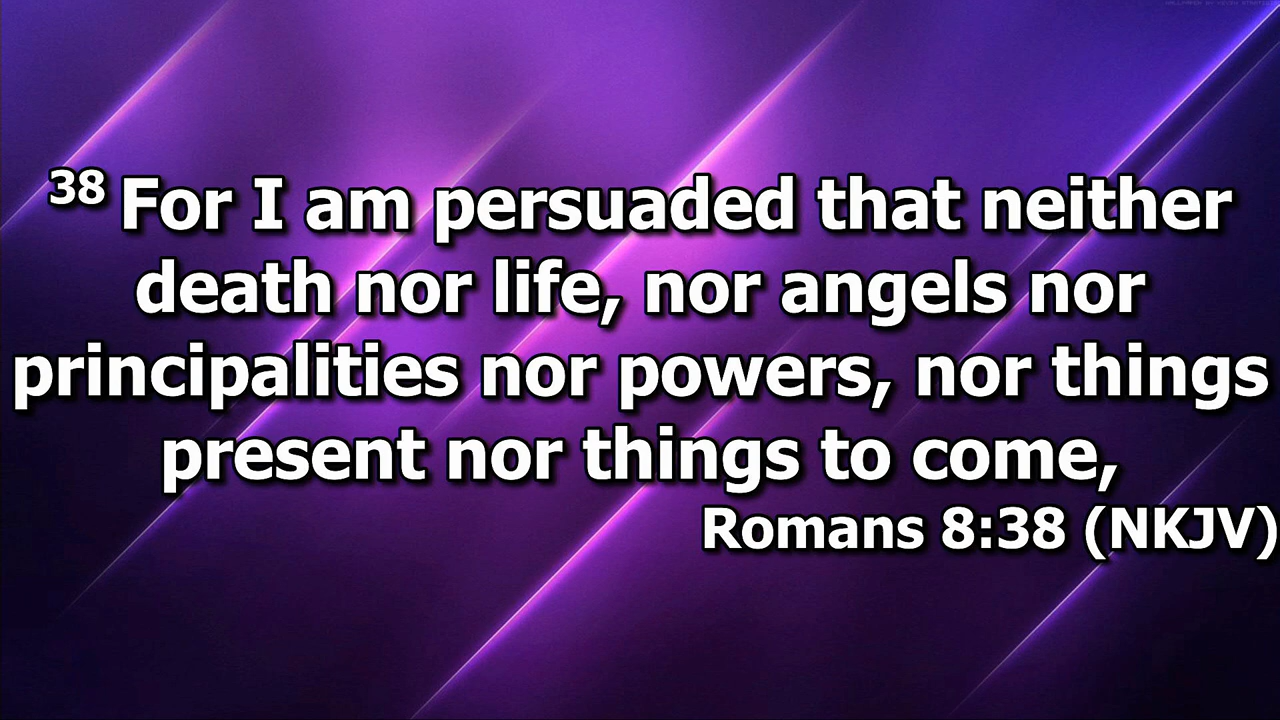 38 For I am persuaded that neither
death nor life, nor angels nor
principalities nor powers, nor things
present nor things to come,
Romans 8:38 (NKJV)